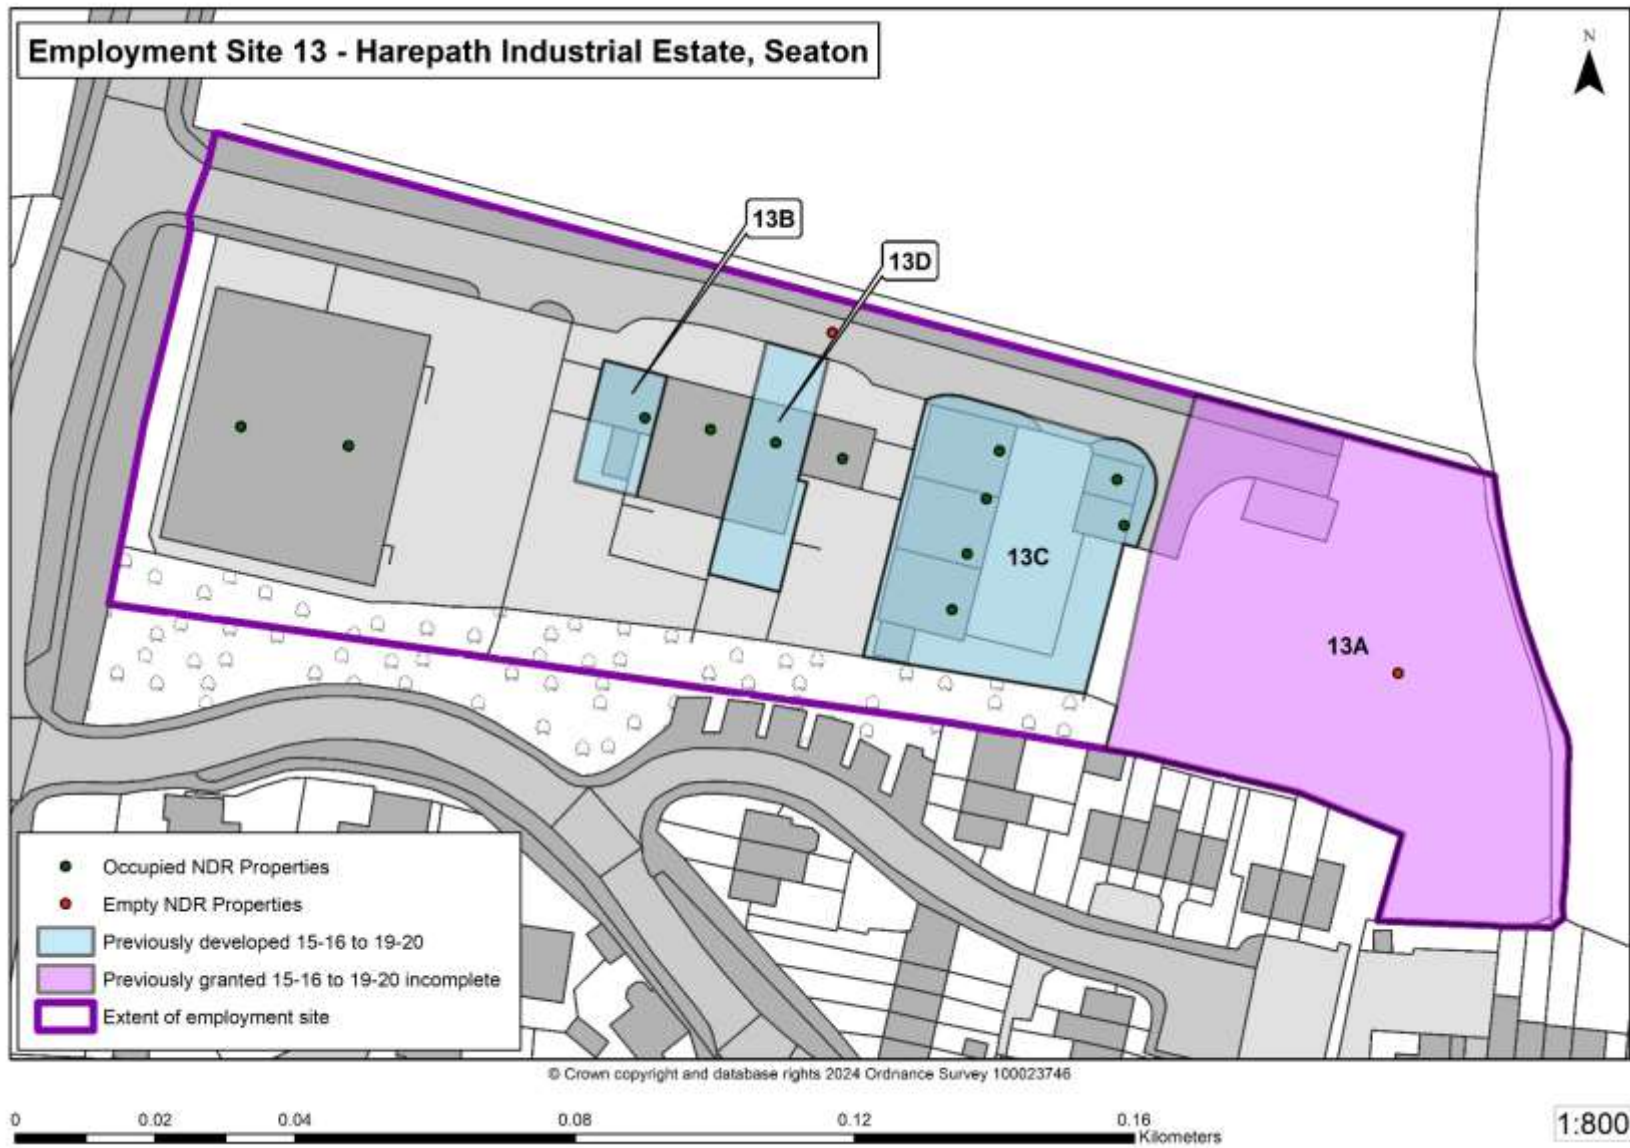 Employment Site 13 - Harepath Industrial Estate, Seaton
N
13B
13D
13C
13A
Occupied NDR Properties
Empty NDR Properties
Previously developed 15-16 to 19-20
Previously granted 15-16 to 19-20 incomplete
Extent of employment site
© Crown copyright and database rights 2024 Ordnance Survey 100023746
0 0.02 0.04 0.08 0.12 0.16
Kilometers
1:800